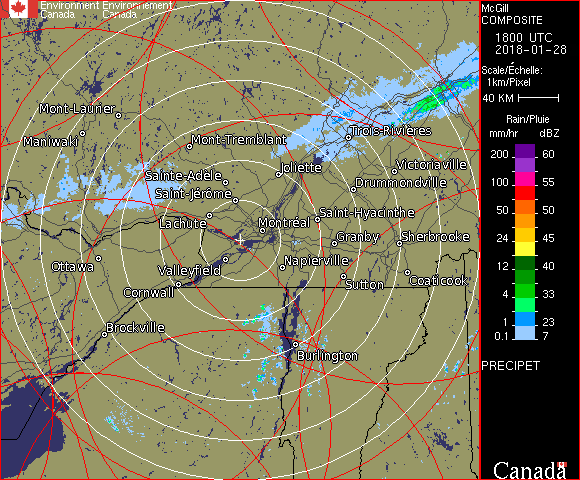 Environment Environnement
Canada Canada
McGill
COMPOSITE
1800 UTC
2018-01-28
Scale/Échelle:
1km/Pixel
40 KM
Rain/Pluie
mm/hr dBZ
200 60
150 57
100 55
50 50
24 45
12 40
4 33
1 23
0.1 7
PRECIPET
Canada
Mont-Laurier
Maniwaki
Mont-Tremblant
Trois-Rivières
Joliette
Victoriaville
Sainte-Adèle
Drummondville
Saint-Jérôme
Lachute
Saint-Hyacinthe
Montréal
Granby
Sherbrooke
Ottawa
Valleyfield
Napierville
Coaticook
Sutton
Cornwall
Brockville
Burlington